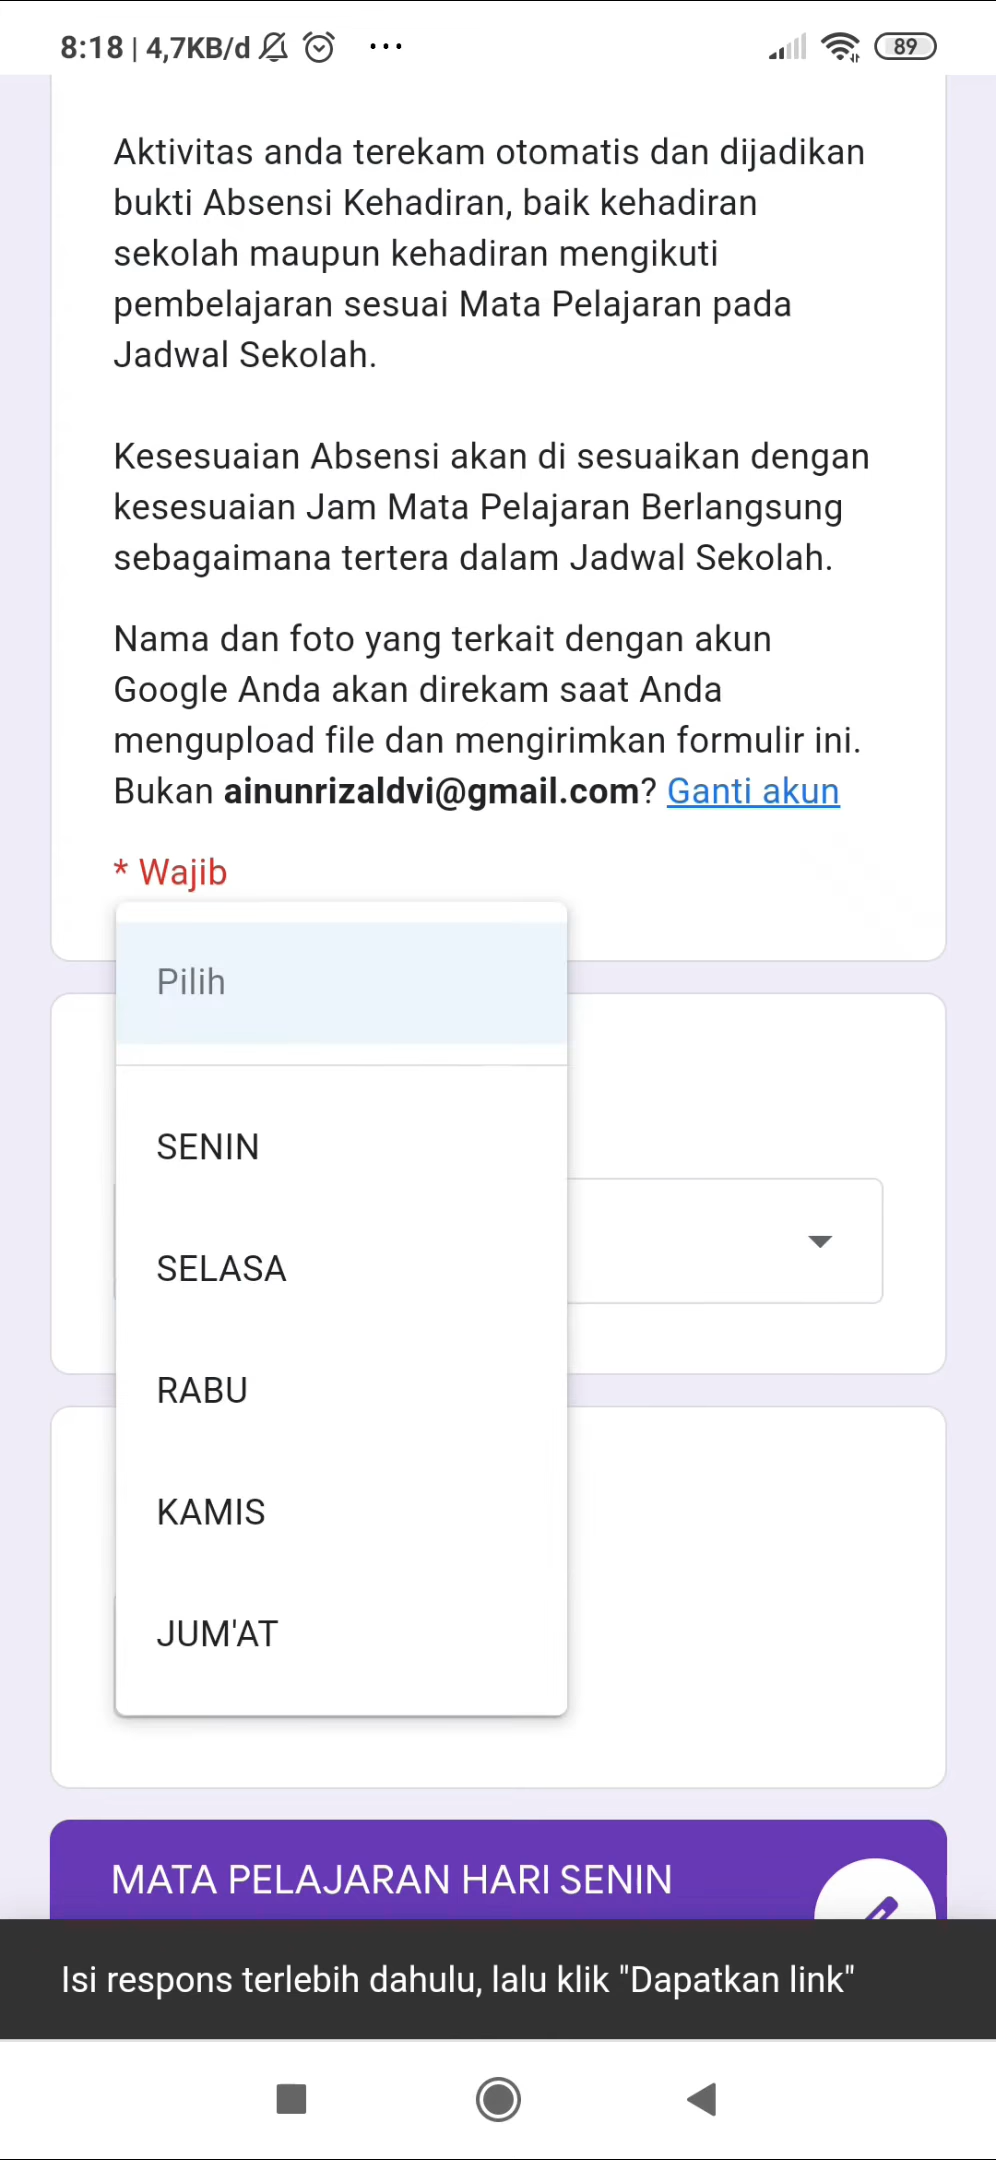 8:18 | 4,7KB/d ... 89
Aktivitas anda terekam otomatis dan dijadikan
bukti Absensi Kehadiran, baik kehadiran
sekolah maupun kehadiran mengikuti
pembelajaran sesuai Mata Pelajaran pada
Jadwal Sekolah.
Kesesuaian Absensi akan di sesuaikan dengan
kesesuaian Jam Mata Pelajaran Berlangsung
sebagaimana tertera dalam Jadwal Sekolah.
Nama dan foto yang terkait dengan akun
Google Anda akan direkam saat Anda
mengupload file dan mengirimkan formulir ini.
Bukan ainunrizaldvi@gmail.com? Ganti akun
* Wajib
Pilih
SENIN
SELASA
RABU
KAMIS
JUM'AT
MATA PELAJARAN HARI SENIN
Isi respons terlebih dahulu, lalu klik "Dapatkan link"